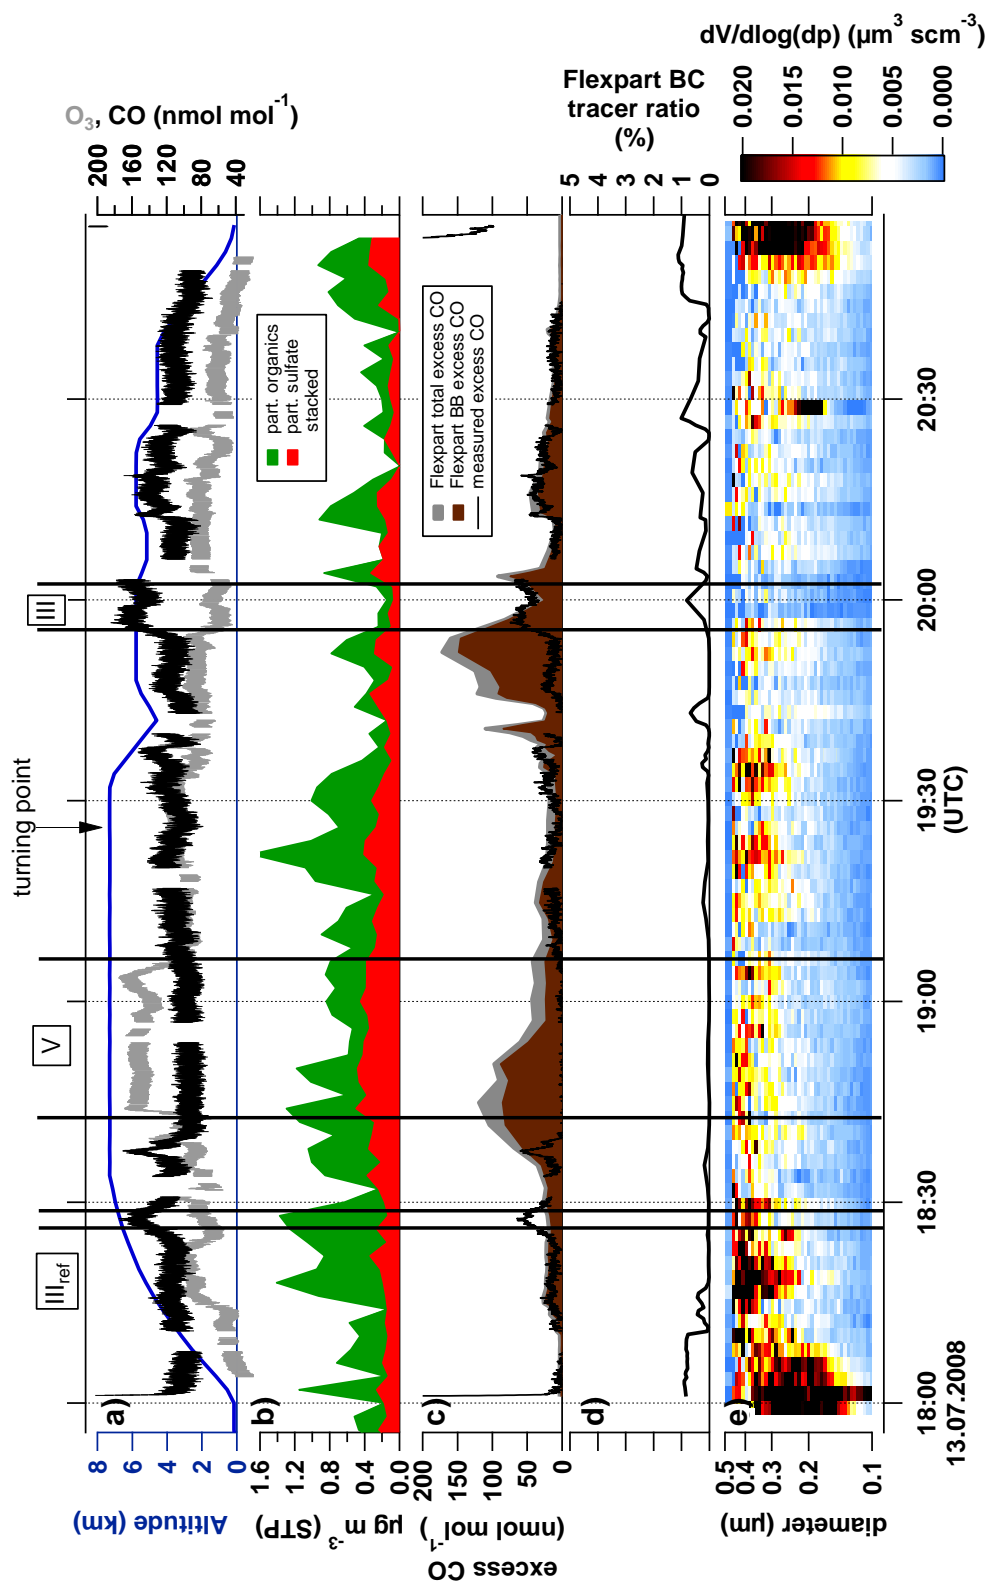 turning point
III_ref
V
III
a)
Altitude (km)
8
6
4
2
0
O3, CO (nmol mol^-1)
200
160
120
80
40
b)
µg m^-3 (STP)
1.6
1.2
0.8
0.4
0.0
part. organics
part. sulfate
stacked
c)
excess CO
(nmol mol^-1)
200
150
100
50
0
Flexpart total excess CO
Flexpart BB excess CO
measured excess CO
d)
Flexpart BC
tracer ratio
(%)
5
4
3
2
1
0
e)
diameter (µm)
0.5
0.4
0.3
0.2
0.1
dV/dlog(dp) (µm^3 scm^-3)
0.020
0.015
0.010
0.005
0.000
18:00
18:30
19:00
19:30
20:00
20:30
13.07.2008
(UTC)